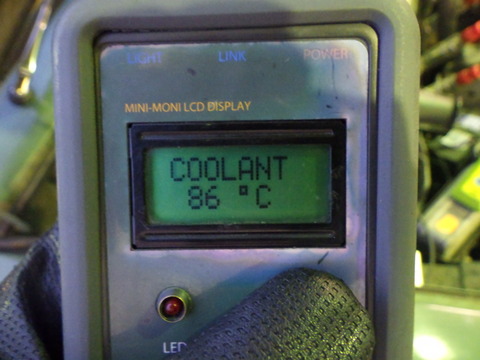 LIGHT LINK POWER
MINI-MONI LCD DISPLAY
COOLANT
86 °C
LED